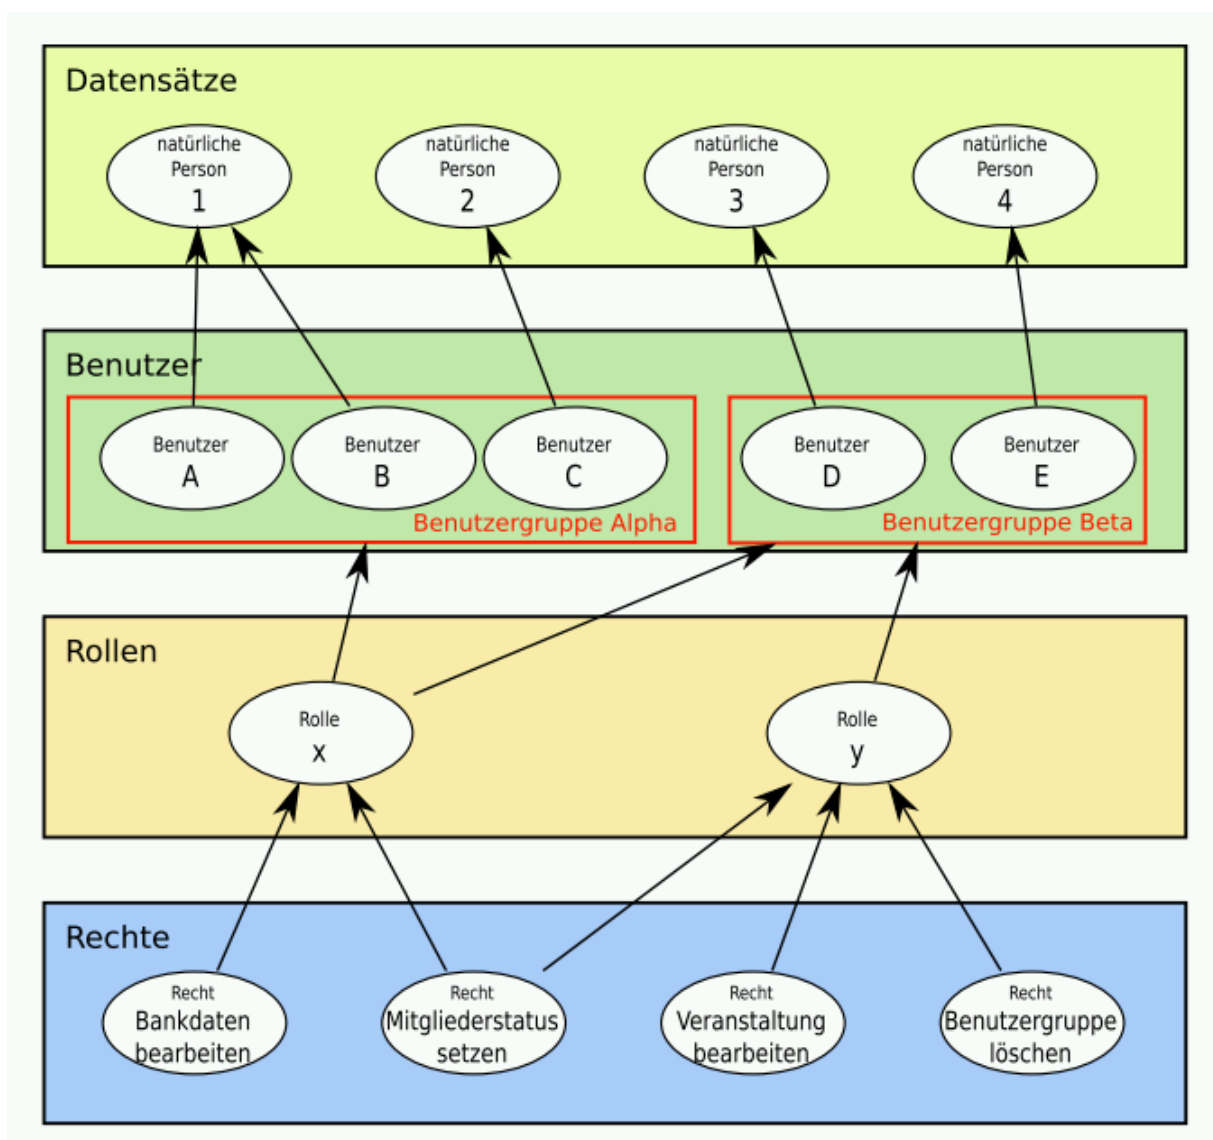 Datensätze
natürliche
Person
1
natürliche
Person
2
natürliche
Person
3
natürliche
Person
4
Benutzer
Benutzer
A
Benutzer
B
Benutzer
C
Benutzergruppe Alpha
Benutzer
D
Benutzer
E
Benutzergruppe Beta
Rollen
Rolle
x
Rolle
y
Rechte
Recht
Bankdaten
bearbeiten
Recht
Mitgliederstatus
setzen
Recht
Veranstaltung
bearbeiten
Recht
Benutzergruppe
löschen